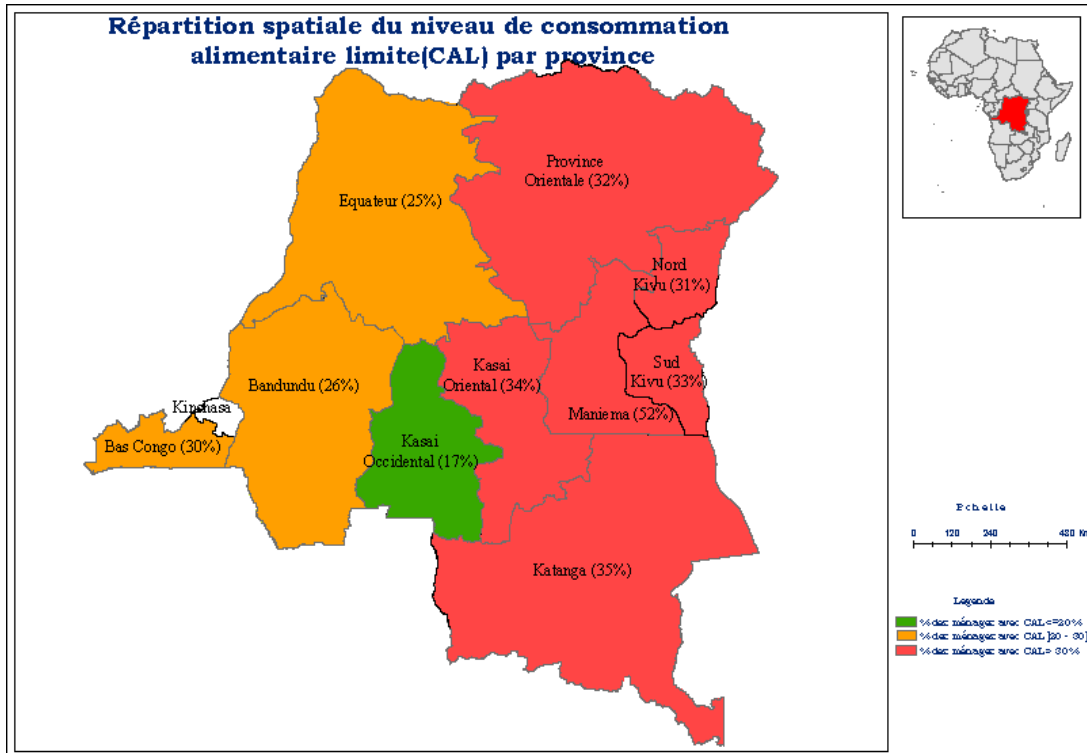 Répartition spatiale du niveau de consommation
alimentaire limite(CAL) par province
Province
Orientale (32%)
Equateur (25%)
Nord
Kivu (31%)
Kasai
Oriental (34%)
Sud
Kivu (33%)
Bandundu (26%)
Kinshasa
Maniema (52%)
Bas Congo (30%)
Kasai
Occidental (17%)
Katanga (35%)
Echelle
0 120 240 480 Km
Legende
% des ménages avec CAL<=20%
% des ménages avec CAL ]20 - 30]
% des ménages avec CAL> 30%